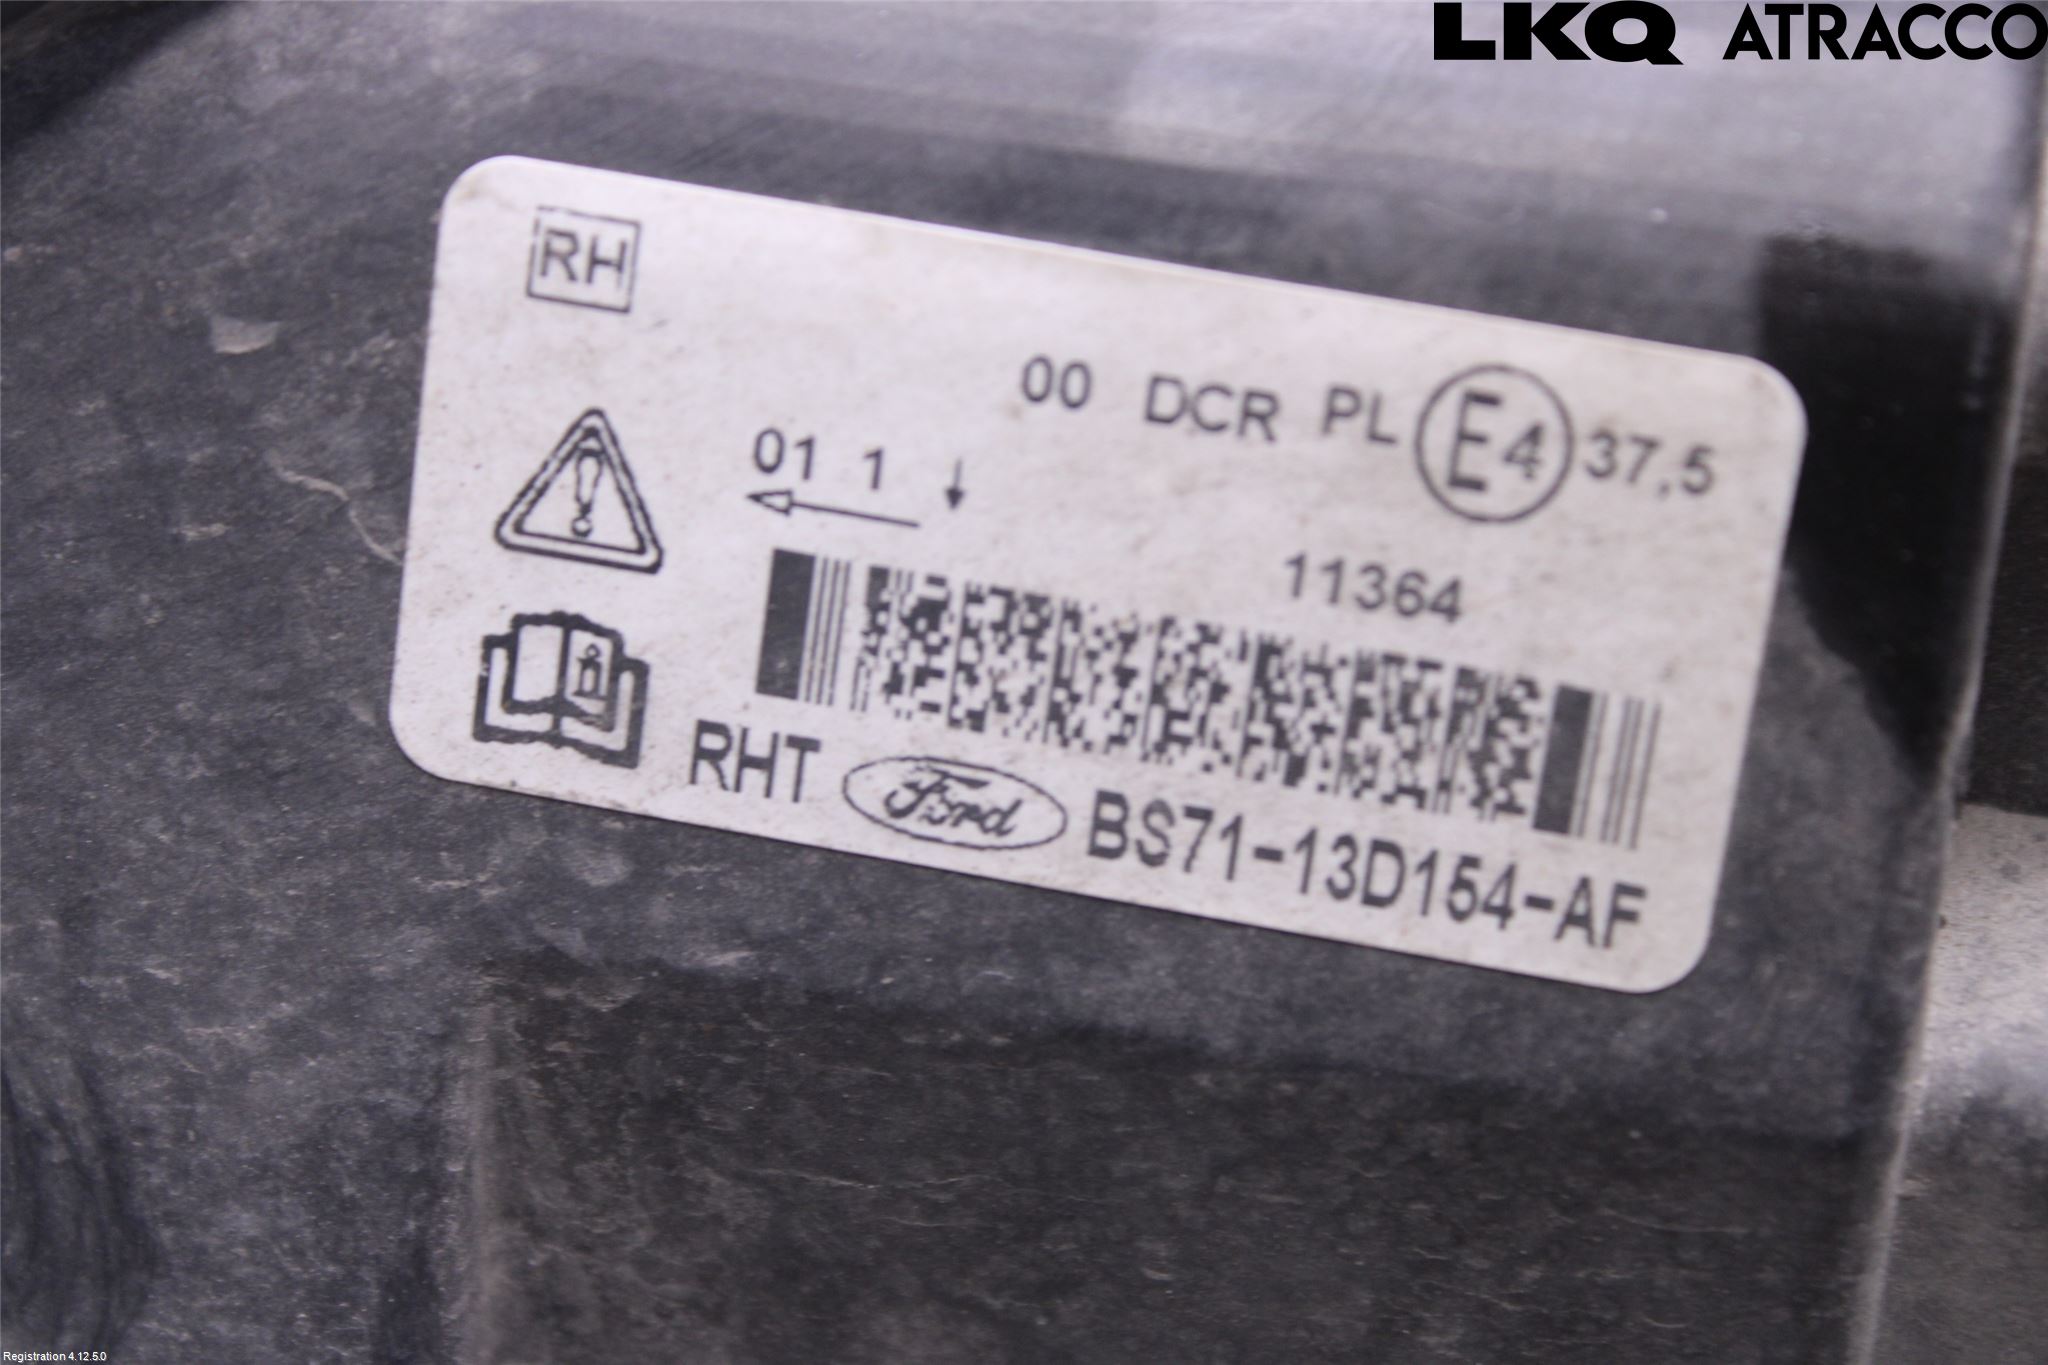 LKQ ATRACCO
RH
00 DCR PL E4 37,5
01 1
11364
RHT Ford BS71-13D154-AF
Registration 4.12.5.0